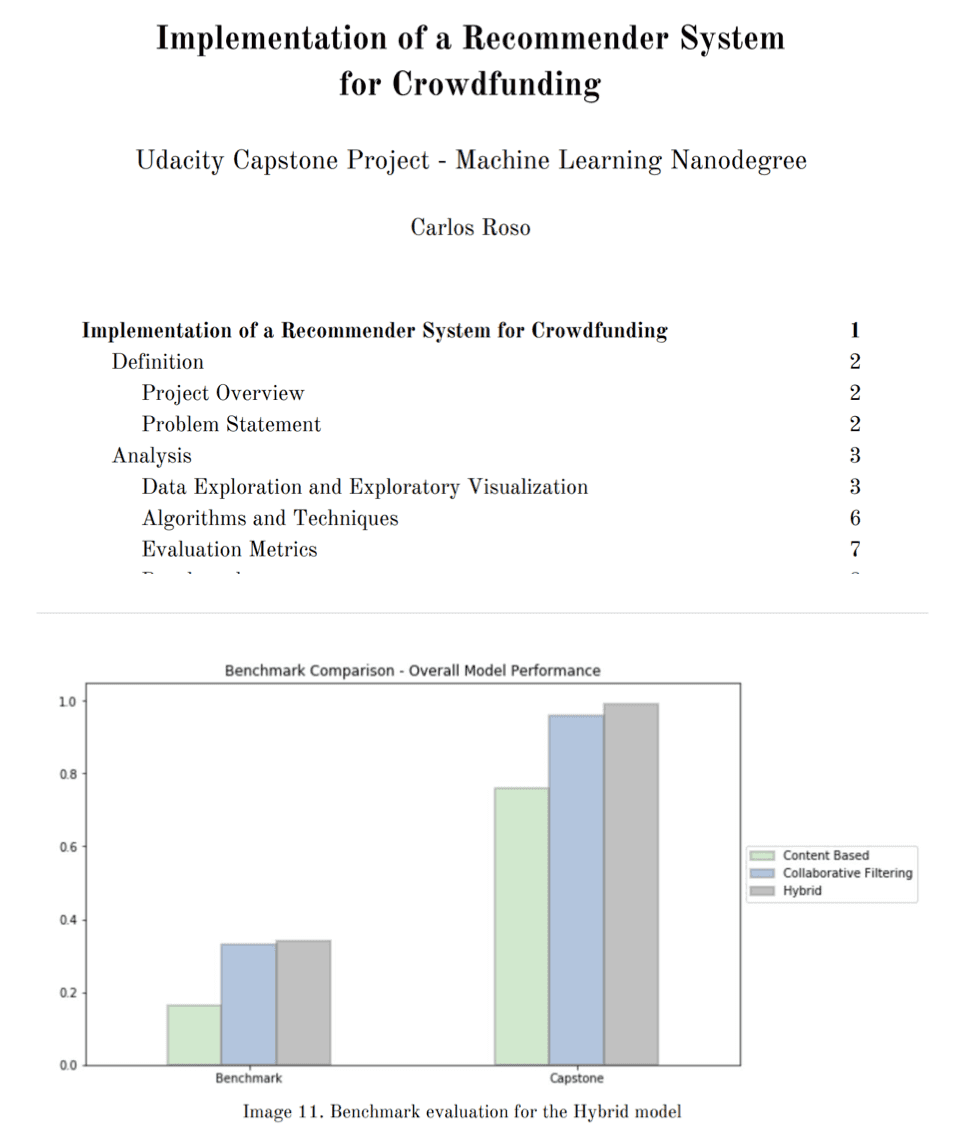 Implementation of a Recommender System
for Crowdfunding
Udacity Capstone Project - Machine Learning Nanodegree
Carlos Roso
Implementation of a Recommender System for Crowdfunding 1
Definition 2
Project Overview 2
Problem Statement 2
Analysis 3
Data Exploration and Exploratory Visualization 3
Algorithms and Techniques 6
Evaluation Metrics 7
Benchmark Comparison - Overall Model Performance
1.0
0.8
0.6
0.4
0.2
0.0
Content Based
Collaborative Filtering
Hybrid
Benchmark Capstone
Image 11. Benchmark evaluation for the Hybrid model